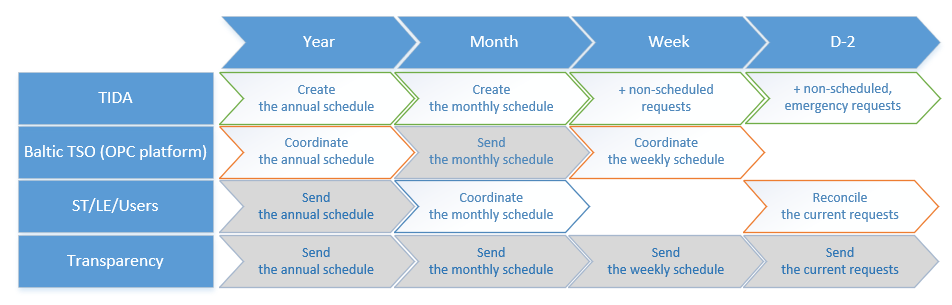 Year
Month
Week
D-2
TIDA
Create
the annual schedule
Create
the monthly schedule
+ non-scheduled
requests
+ non-scheduled,
emergency requests
Baltic TSO (OPC platform)
Coordinate
the annual schedule
Send
the monthly schedule
Coordinate
the weekly schedule
ST/LE/Users
Send
the annual schedule
Coordinate
the monthly schedule
Reconcile
the current requests
Transparency
Send
the annual schedule
Send
the monthly schedule
Send
the weekly schedule
Send
the current requests